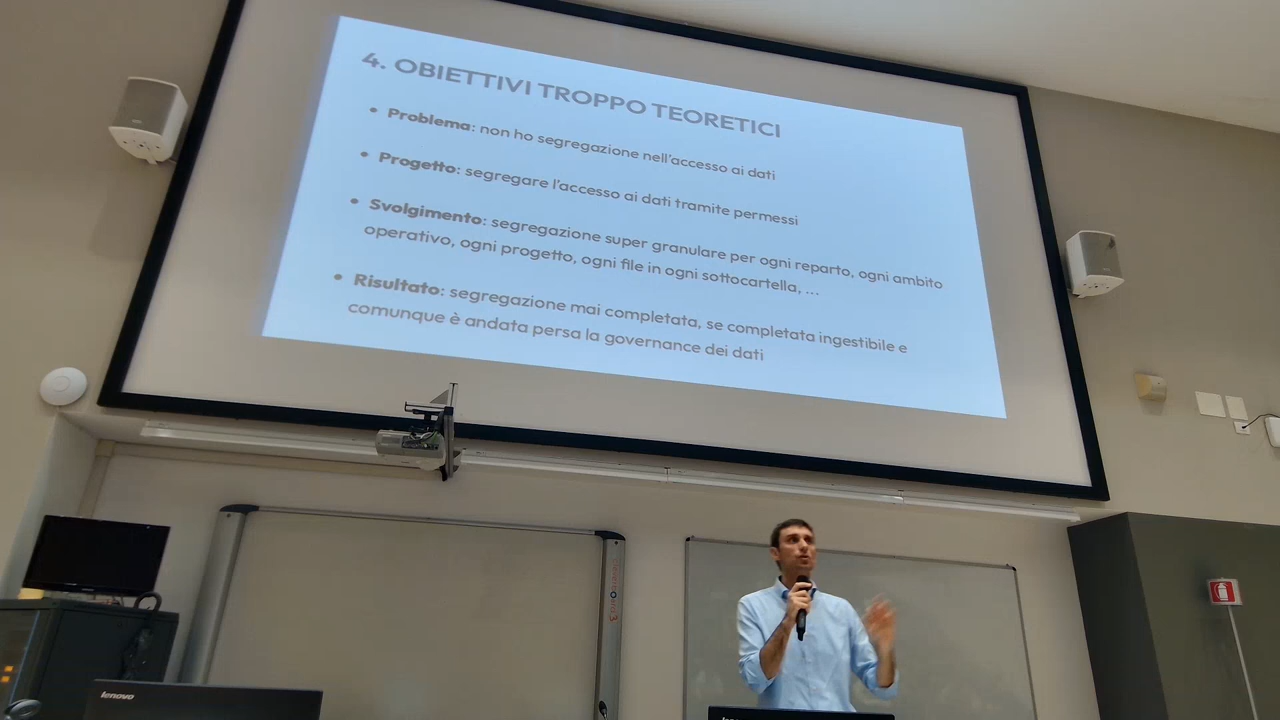 4. OBIETTIVI TROPPO TEORETICI
• Problema: non ho segregazione nell'accesso ai dati
• Progetto: segregare l'accesso ai dati tramite permessi
• Svolgimento: segregazione super granulare per ogni reparto, ogni ambito
operativo, ogni progetto, ogni file in ogni sottocartella, ...
• Risultato: segregazione mai completata, se completata ingestibile e
comunque è andata persa la governance dei dati
lenovo